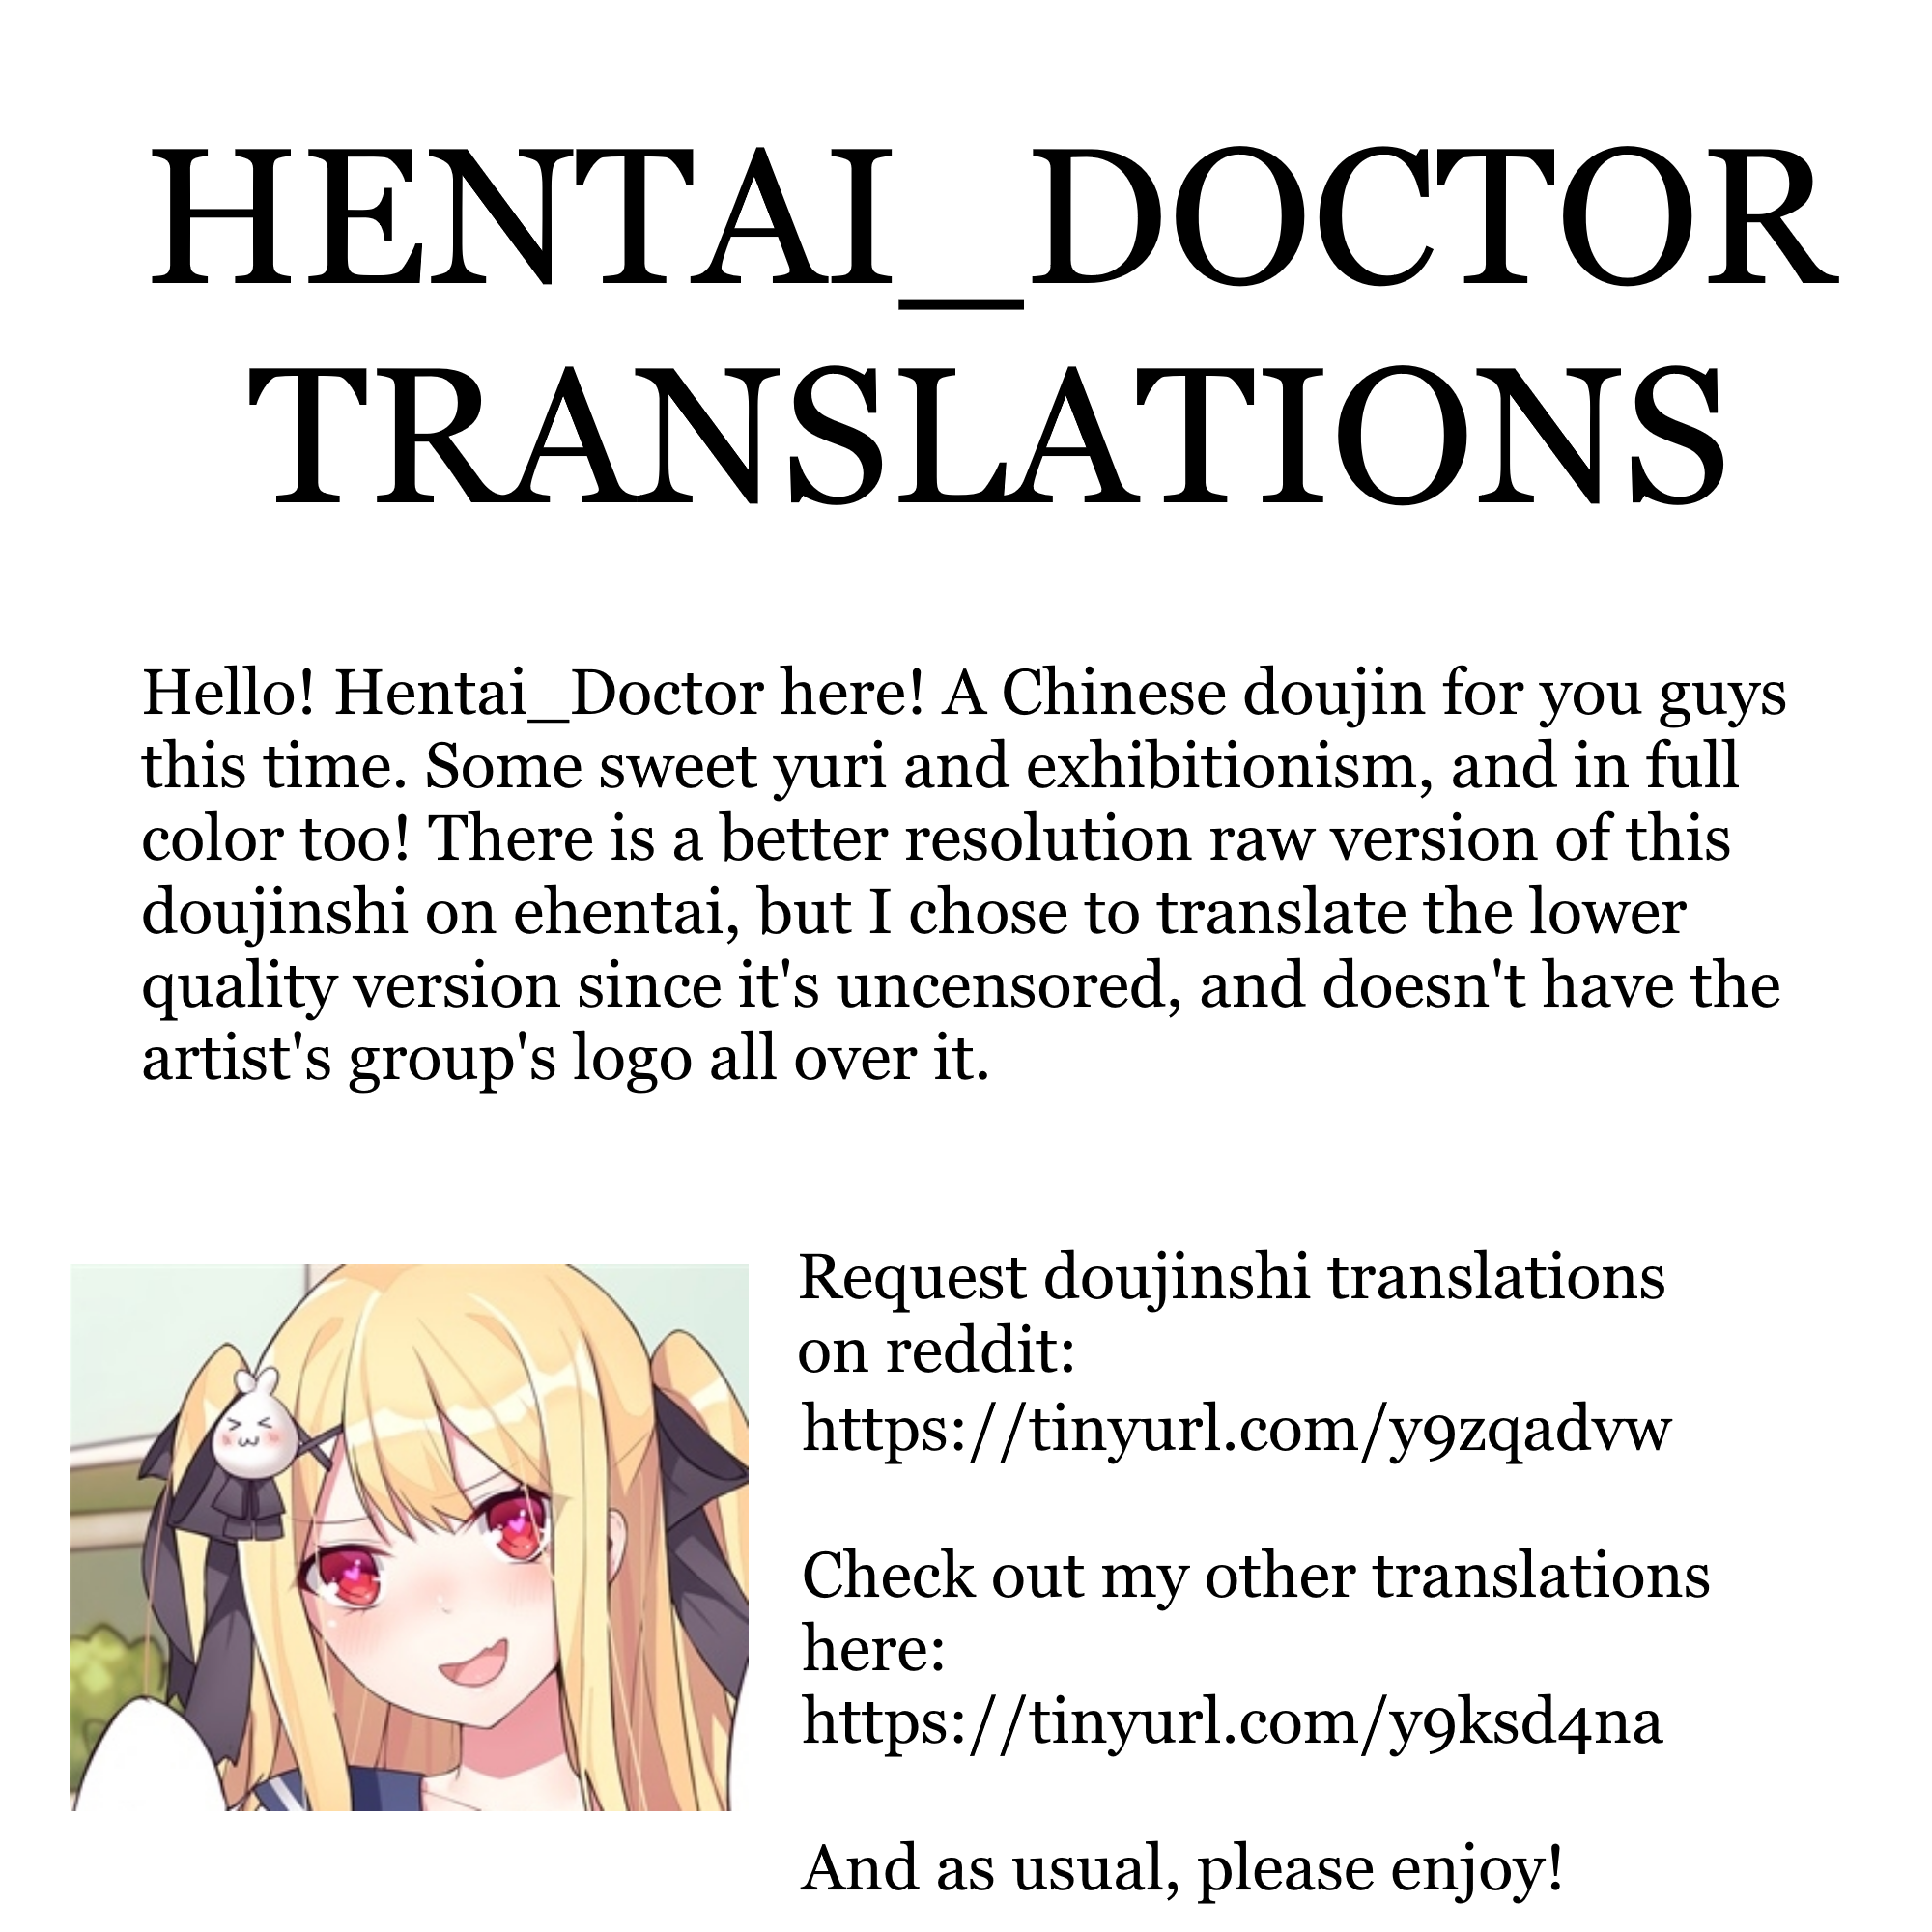 HENTAI_DOCTOR
TRANSLATIONS
Hello! Hentai_Doctor here! A Chinese doujin for you guys
this time. Some sweet yuri and exhibitionism, and in full
color too! There is a better resolution raw version of this
doujinshi on ehentai, but I chose to translate the lower
quality version since it's uncensored, and doesn't have the
artist's group's logo all over it.
Request doujinshi translations
on reddit:
https://tinyurl.com/y9zqadvw
Check out my other translations
here:
https://tinyurl.com/y9ksd4na
And as usual, please enjoy!